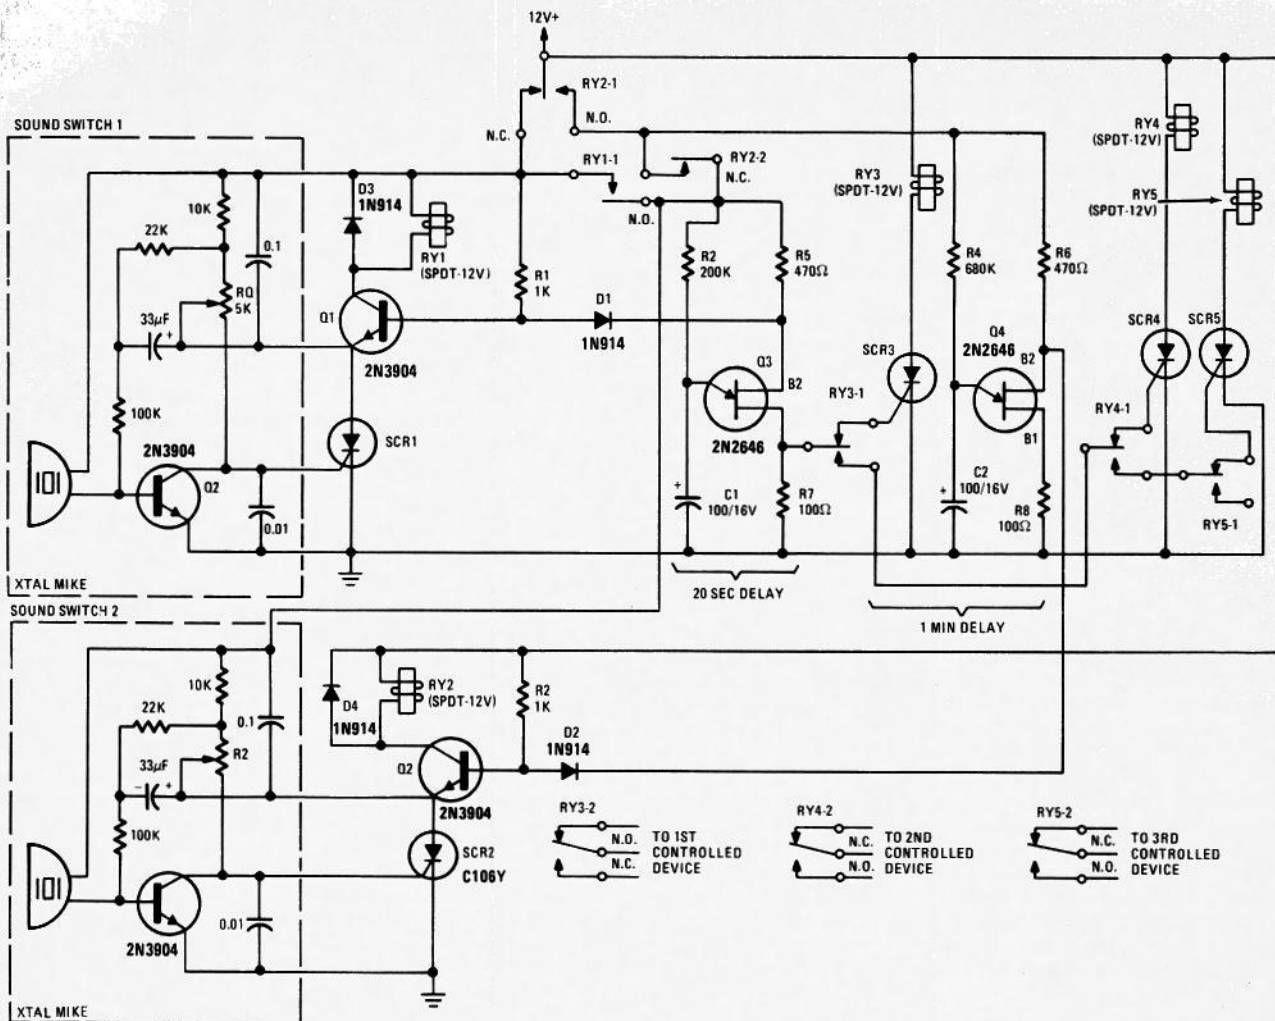 12V+
RY2-1
N.C.
N.O.
SOUND SWITCH 1
RY4
(SPDT-12V)
RY1-1
RY2-2
N.C.
N.O.
RY3
(SPDT-12V)
RY5
(SPDT-12V)
D3
1N914
10K
22K
0.1
RY1
(SPDT-12V)
R1
1K
R2
200K
R5
470Ω
R4
680K
R6
470Ω
RQ
5K
33μF
+
Q1
2N3904
D1
1N914
Q3
B2
2N2646
SCR3
Q4
2N2646
B2
B1
SCR4
SCR5
RY3-1
RY4-1
100K
SCR1
2N3904
Q2
0.01
+
C1
100/16V
R7
100Ω
+
C2
100/16V
R8
100Ω
RY5-1
XTAL MIKE
20 SEC DELAY
1 MIN DELAY
SOUND SWITCH 2
10K
22K
0.1
D4
1N914
RY2
(SPDT-12V)
R2
1K
D2
1N914
R2
33μF
−
+
Q2
2N3904
100K
SCR2
C106Y
0.01
2N3904
XTAL MIKE
RY3-2
N.O.
N.C.
TO 1ST
CONTROLLED
DEVICE
RY4-2
N.C.
N.O.
TO 2ND
CONTROLLED
DEVICE
RY5-2
N.C.
N.O.
TO 3RD
CONTROLLED
DEVICE